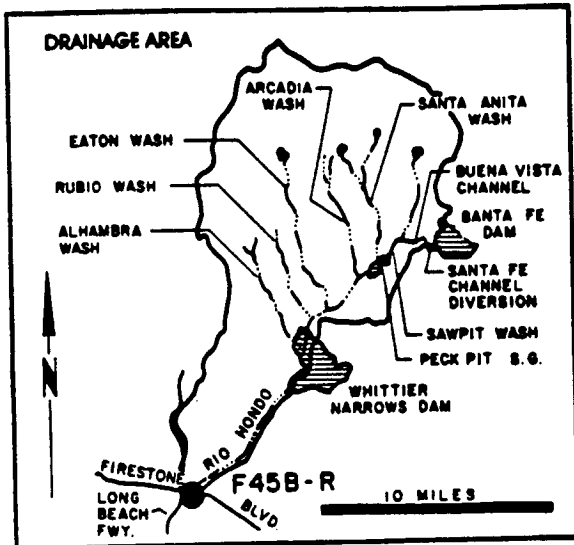 DRAINAGE AREA
ARCADIA
WASH
SANTA ANITA
WASH
EATON WASH
BUENA VISTA
CHANNEL
RUBIO WASH
SANTA FE
DAM
ALHAMBRA
WASH
SANTA FE
CHANNEL
DIVERSION
SAWPIT WASH
PECK PIT S.G.
N
WHITTIER
NARROWS DAM
RIO HONDO
FIRESTONE
BLVD.
F45B-R
LONG
BEACH
FWY.
10 MILES